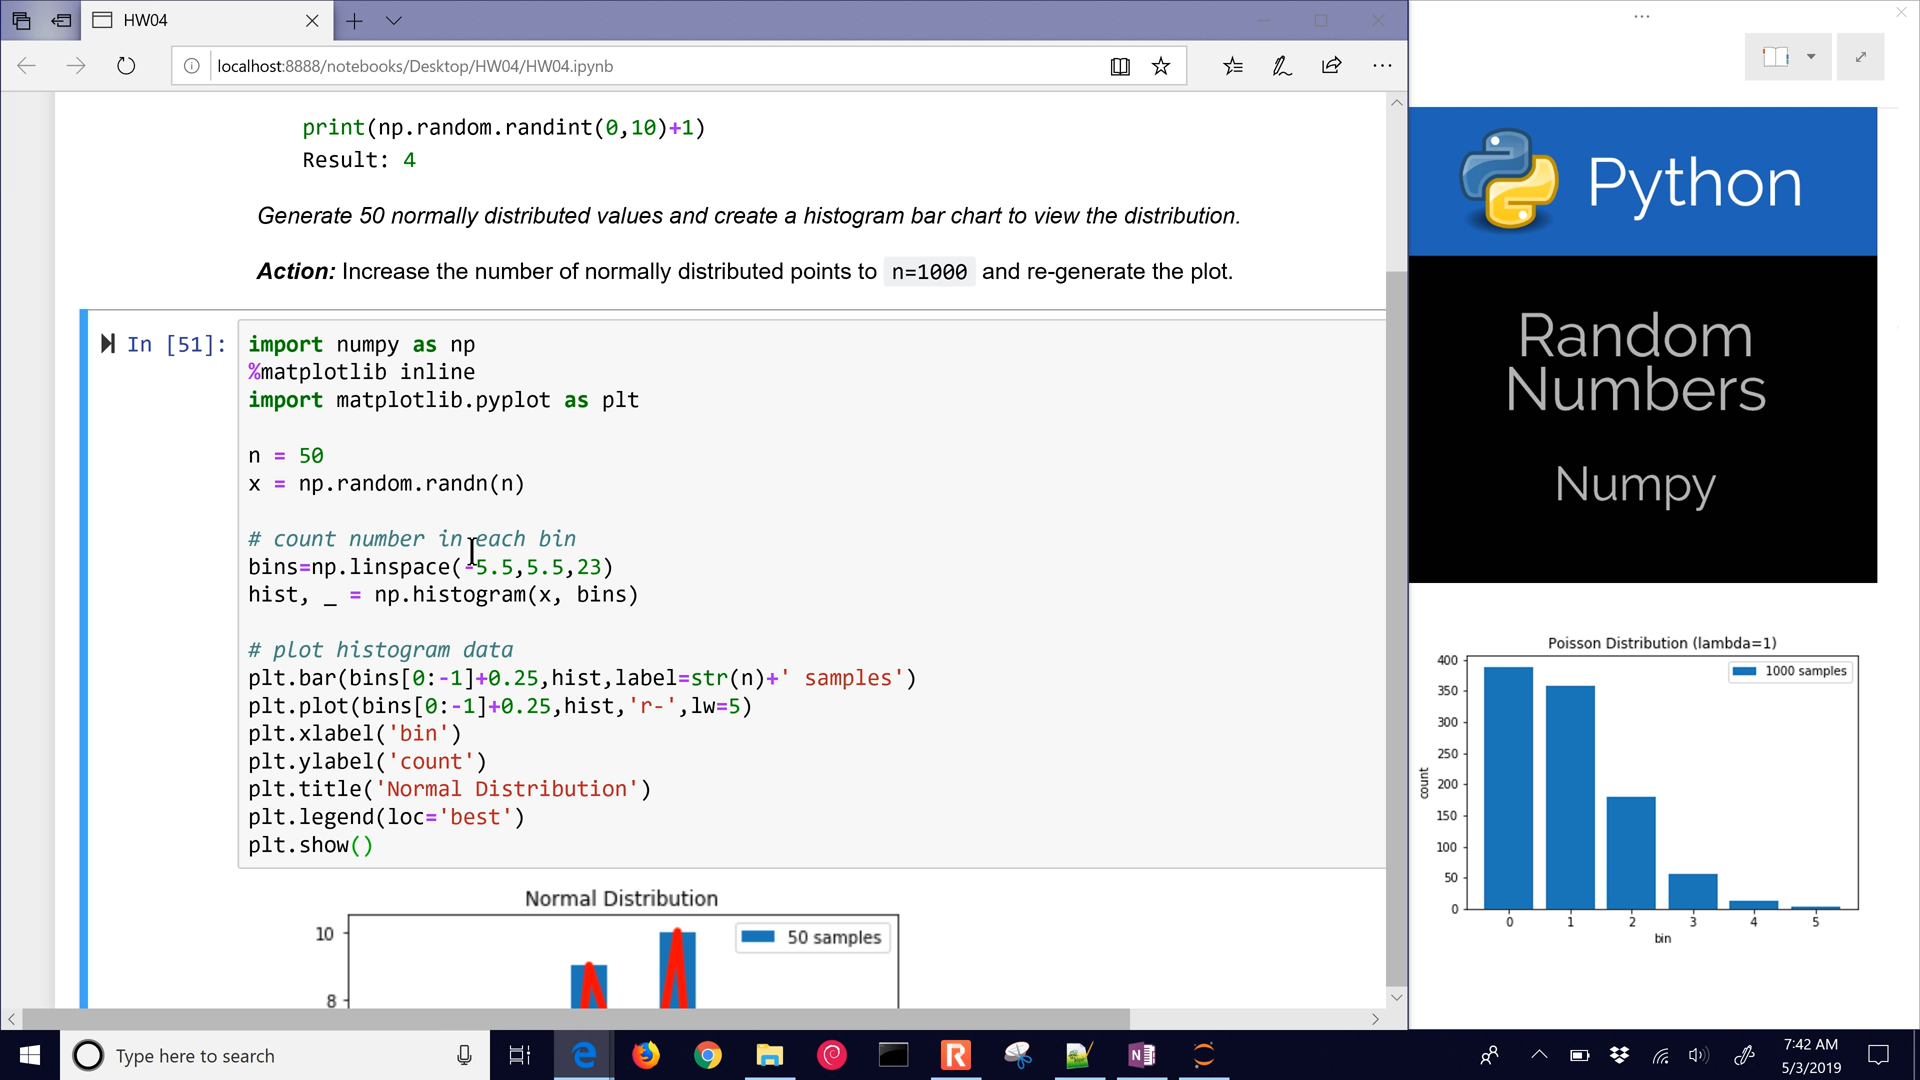 HW04
localhost:8888/notebooks/Desktop/HW04/HW04.ipynb
print(np.random.randint(0,10)+1)
Result: 4
Generate 50 normally distributed values and create a histogram bar chart to view the distribution.
Action: Increase the number of normally distributed points to n=1000 and re-generate the plot.
In [51]:
import numpy as np
%matplotlib inline
import matplotlib.pyplot as plt
n = 50
x = np.random.randn(n)
# count number in each bin
bins=np.linspace(-5.5,5.5,23)
hist, _ = np.histogram(x, bins)
# plot histogram data
plt.bar(bins[0:-1]+0.25,hist,label=str(n)+' samples')
plt.plot(bins[0:-1]+0.25,hist,'r-',lw=5)
plt.xlabel('bin')
plt.ylabel('count')
plt.title('Normal Distribution')
plt.legend(loc='best')
plt.show()
Normal Distribution
10
50 samples
8
Python
Random
Numbers
Numpy
Poisson Distribution (lambda=1)
1000 samples
400
350
300
250
200
150
100
50
0
count
0 1 2 3 4 5
bin
Type here to search
7:42 AM
5/3/2019